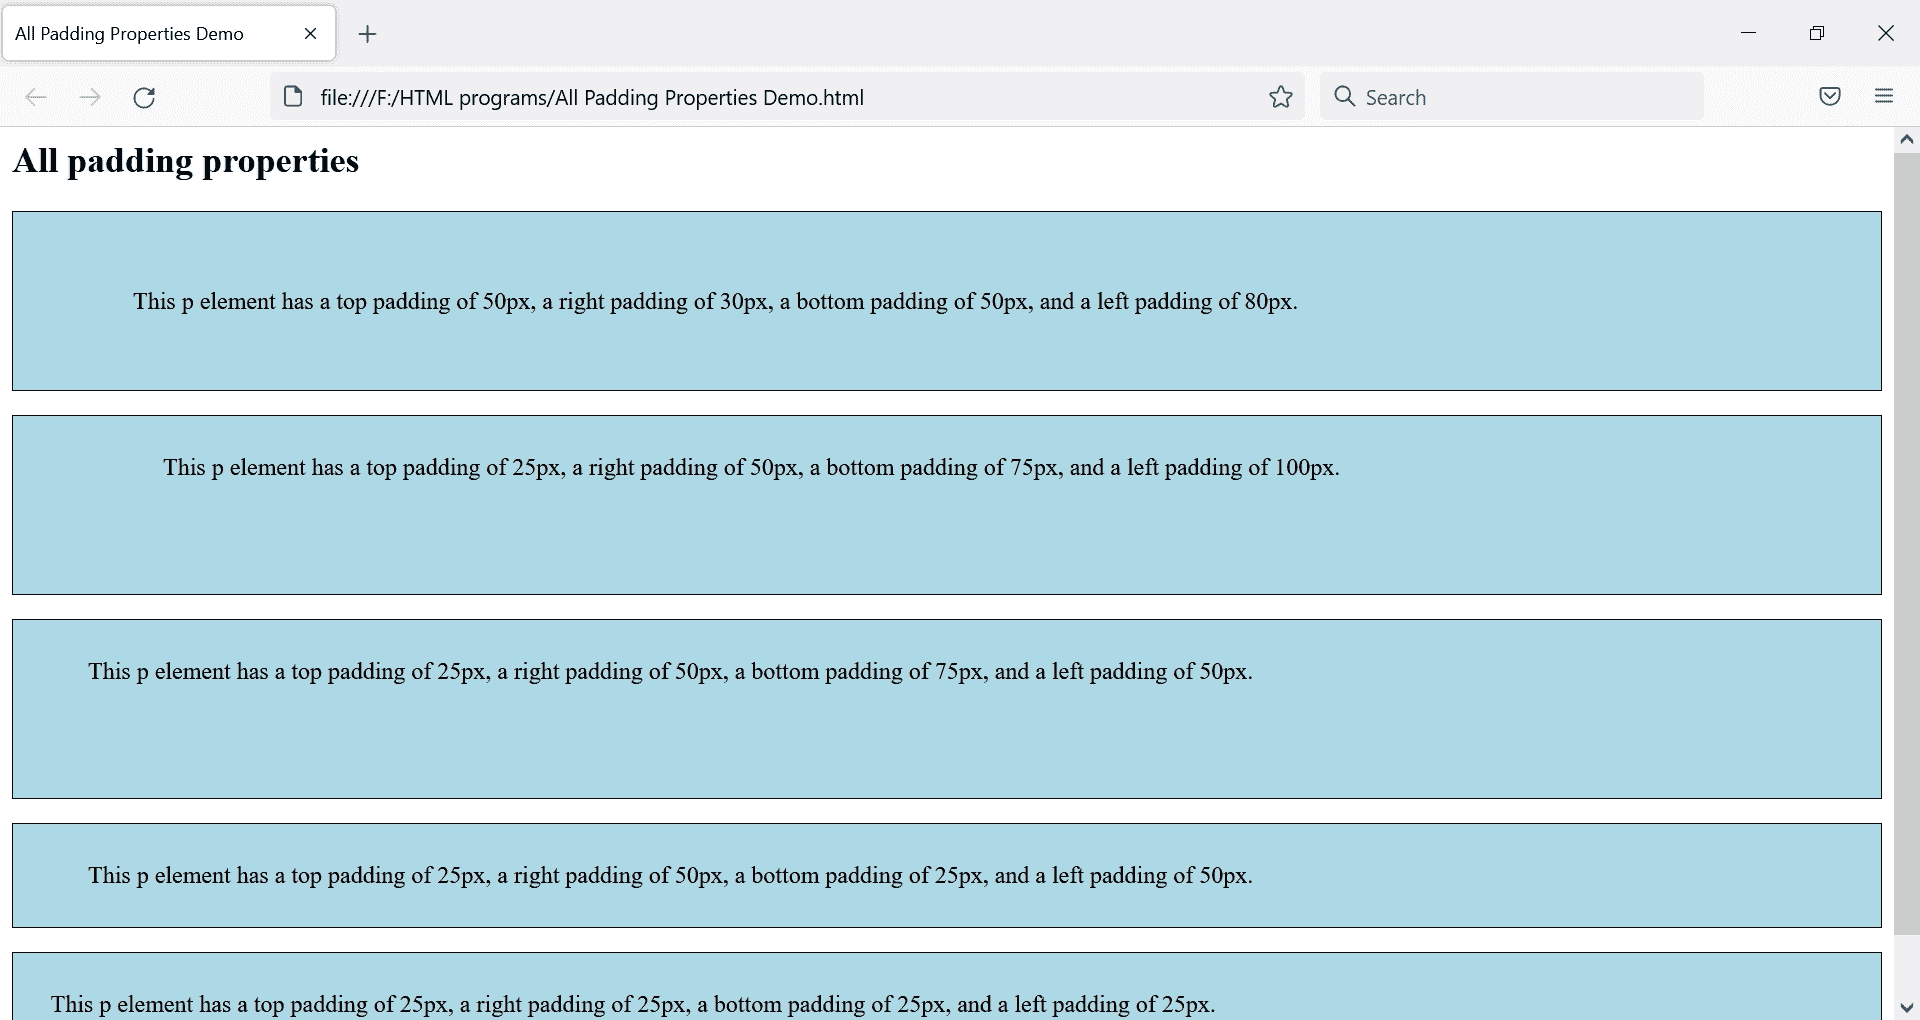 All Padding Properties Demo
file:///F:/HTML programs/All Padding Properties Demo.html
Search
All padding properties
This p element has a top padding of 50px, a right padding of 30px, a bottom padding of 50px, and a left padding of 80px.
This p element has a top padding of 25px, a right padding of 50px, a bottom padding of 75px, and a left padding of 100px.
This p element has a top padding of 25px, a right padding of 50px, a bottom padding of 75px, and a left padding of 50px.
This p element has a top padding of 25px, a right padding of 50px, a bottom padding of 25px, and a left padding of 50px.
This p element has a top padding of 25px, a right padding of 25px, a bottom padding of 25px, and a left padding of 25px.